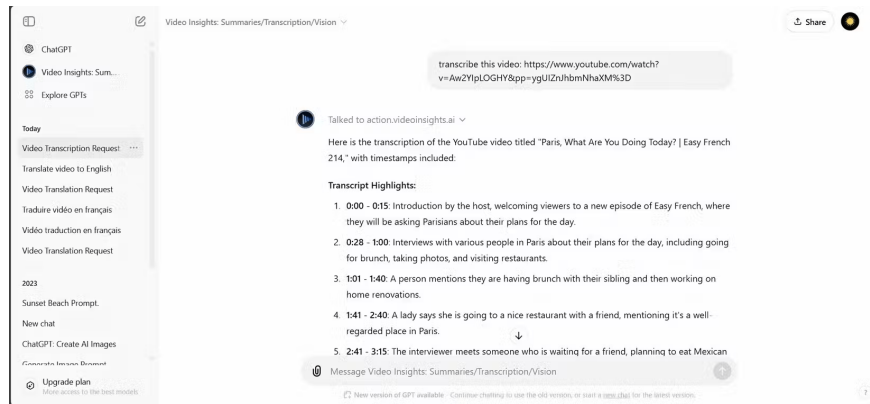 Video Insights: Summaries/Transcription/Vision
Share
ChatGPT
Video Insights: Sum...
Explore GPTs
Today
Video Transcription Request
Translate video to English
Video Translation Request
Traduire vidéo en français
Vidéo traduction en français
Video Translation Request
2023
Sunset Beach Prompt.
New chat
ChatGPT: Create AI Images
Generate Image Prompt
Upgrade plan
More access to the best models
transcribe this video: https://www.youtube.com/watch?
v=Aw2YIpLOGHY&pp=ygUIZnJhbmNhaXM%3D
Talked to action.videoinsights.ai
Here is the transcription of the YouTube video titled "Paris, What Are You Doing Today? | Easy French
214," with timestamps included:
Transcript Highlights:
1. 0:00 - 0:15: Introduction by the host, welcoming viewers to a new episode of Easy French, where
they will be asking Parisians about their plans for the day.
2. 0:28 - 1:00: Interviews with various people in Paris about their plans for the day, including going
for brunch, taking photos, and visiting restaurants.
3. 1:01 - 1:40: A person mentions they are having brunch with their sibling and then working on
home renovations.
4. 1:41 - 2:40: A lady says she is going to a nice restaurant with a friend, mentioning it's a well-
regarded place in Paris.
5. 2:41 - 3:15: The interviewer meets someone who is waiting for a friend, planning to eat Mexican
Message Video Insights: Summaries/Transcription/Vision
New version of GPT available - Continue chatting to use the old version, or start a new chat for the latest version.
?